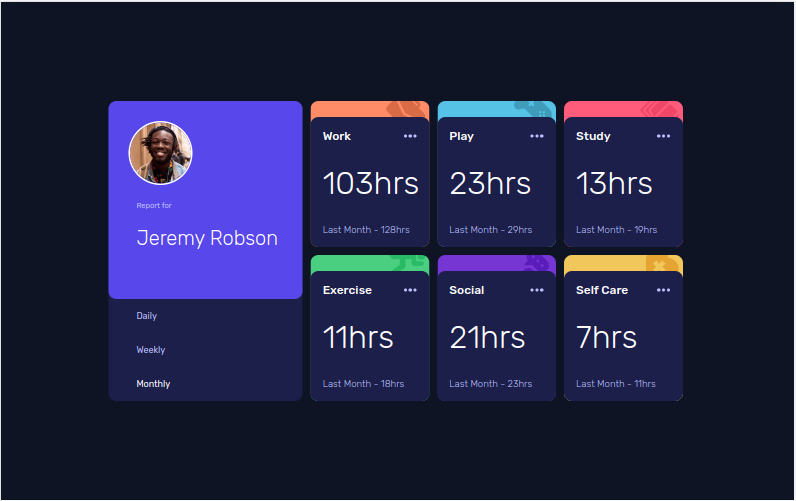 Report for
Jeremy Robson
Daily
Weekly
Monthly
Work
103hrs
Last Month - 128hrs
Play
23hrs
Last Month - 29hrs
Study
13hrs
Last Month - 19hrs
Exercise
11hrs
Last Month - 18hrs
Social
21hrs
Last Month - 23hrs
Self Care
7hrs
Last Month - 11hrs